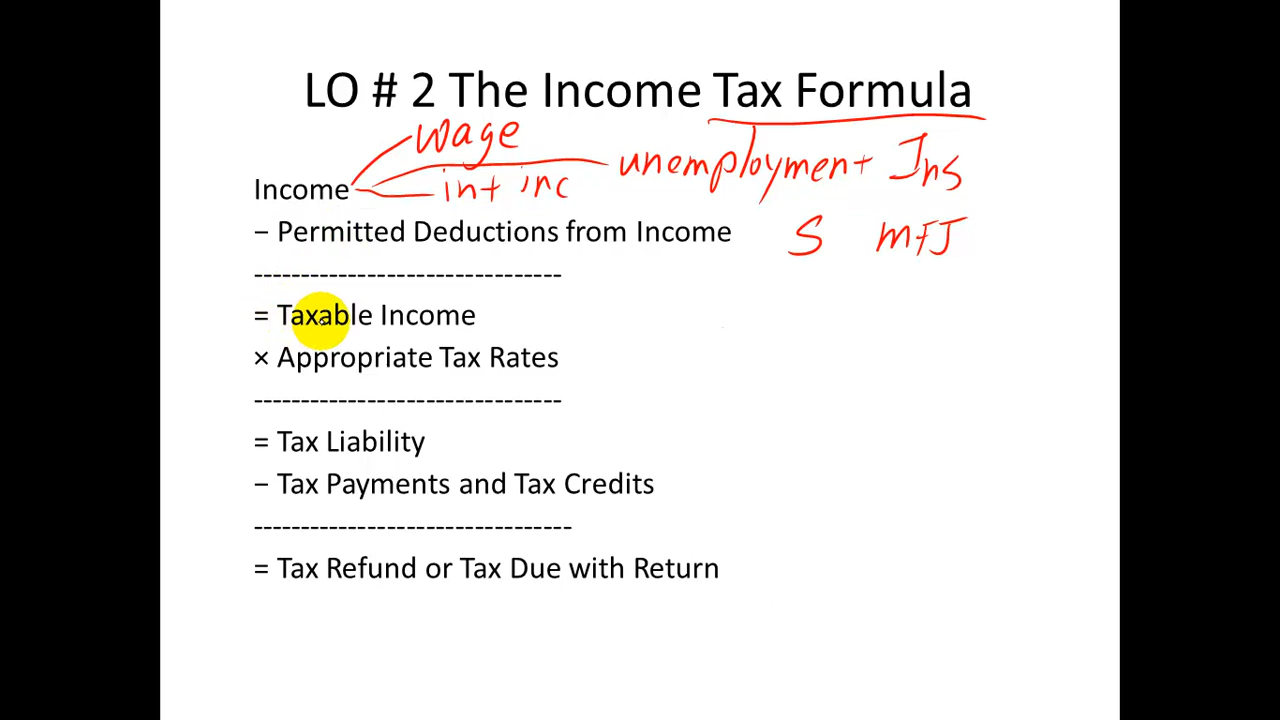 LO # 2 The Income Tax Formula
wage
unemployment Ins
Income
int inc
− Permitted Deductions from Income
S MFJ
------------------------------
= Taxable Income
× Appropriate Tax Rates
------------------------------
= Tax Liability
− Tax Payments and Tax Credits
-------------------------------
= Tax Refund or Tax Due with Return